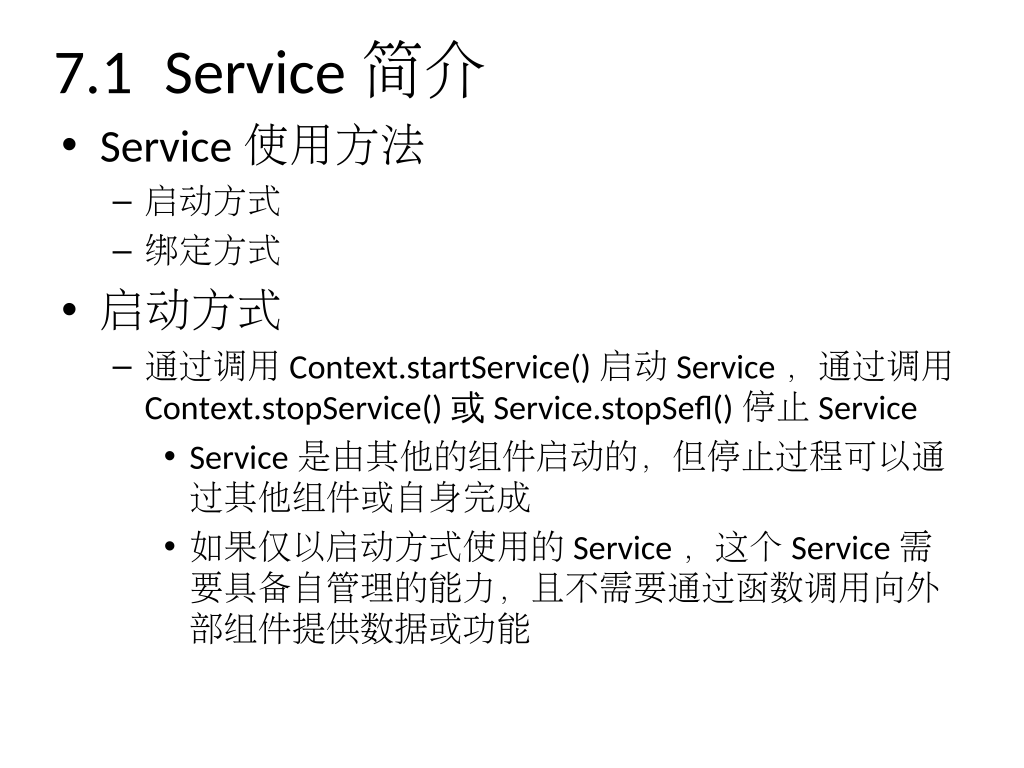 7.1 Service 简介
• Service 使用方法
– 启动方式
– 绑定方式
• 启动方式
– 通过调用 Context.startService() 启动 Service ，通过调用
Context.stopService() 或 Service.stopSefl() 停止 Service
• Service 是由其他的组件启动的，但停止过程可以通
过其他组件或自身完成
• 如果仅以启动方式使用的 Service ，这个 Service 需
要具备自管理的能力，且不需要通过函数调用向外
部组件提供数据或功能